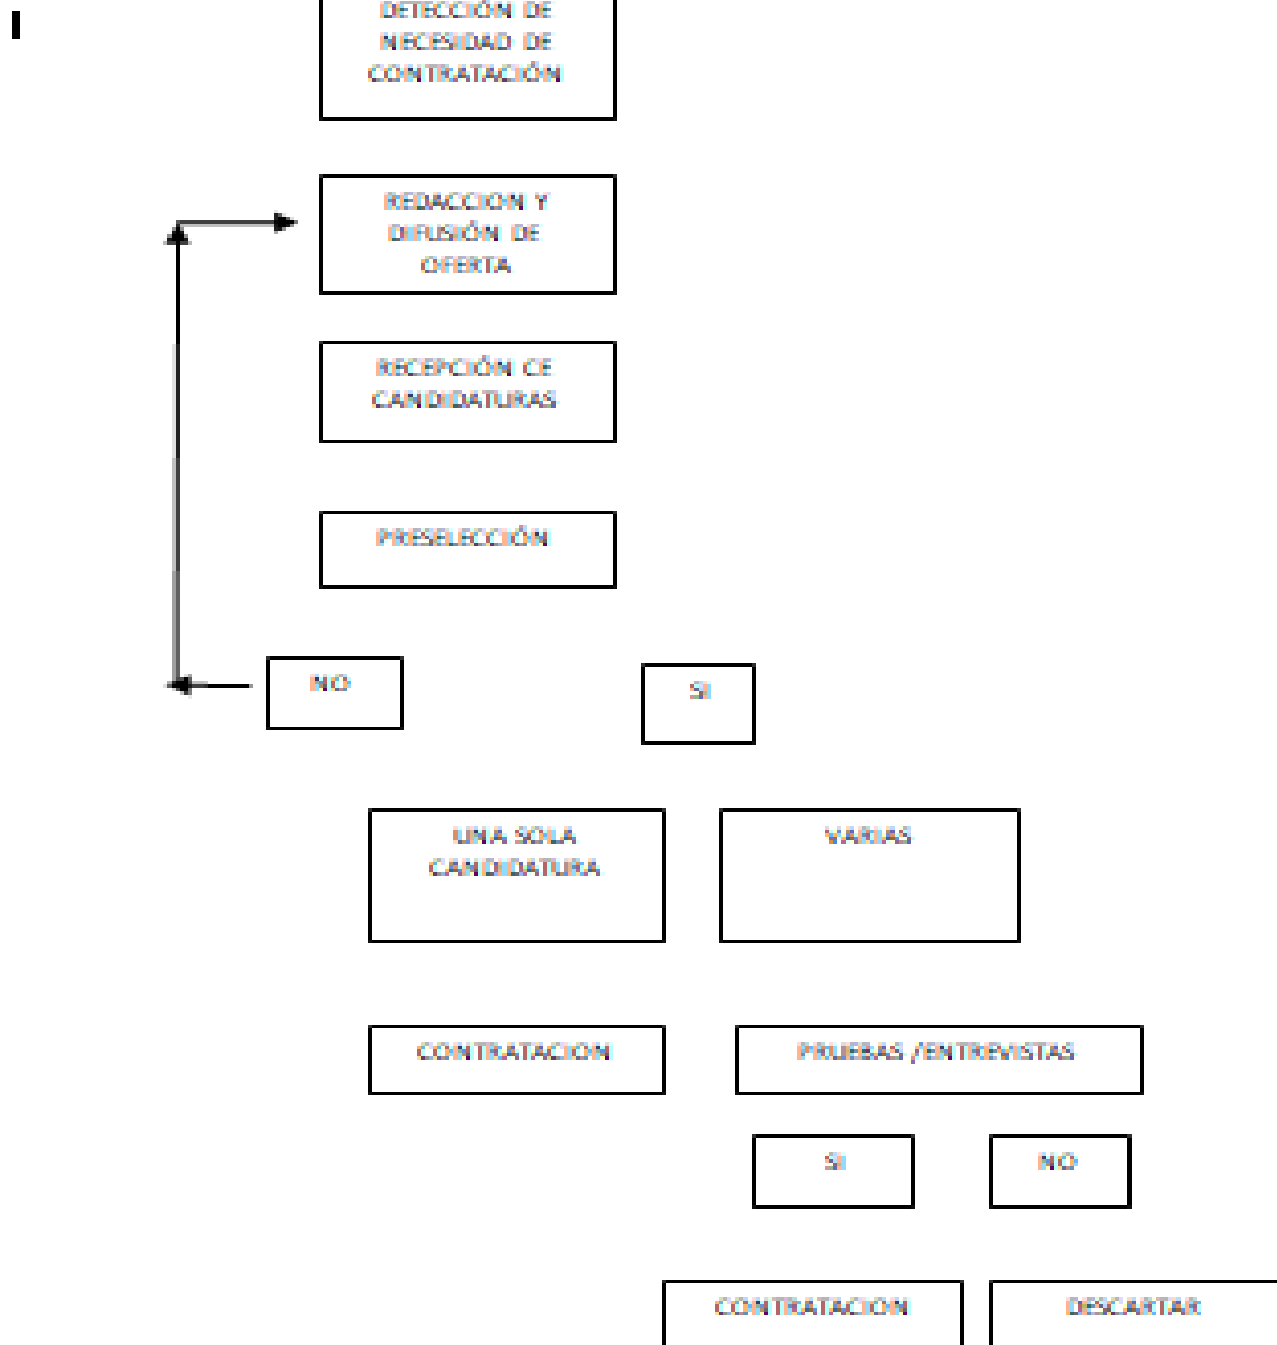 DETECCIÓN DE
NECESIDAD DE
CONTRATACIÓN
REDACCION Y
DIFUSIÓN DE
OFERTA
RECEPCIÓN CE
CANDIDATURAS
PRESELECCIÓN
NO
SI
UNA SOLA
CANDIDATURA
VARIAS
CONTRATACION
PRUEBAS /ENTREVISTAS
SI
NO
CONTRATACION
DESCARTAR